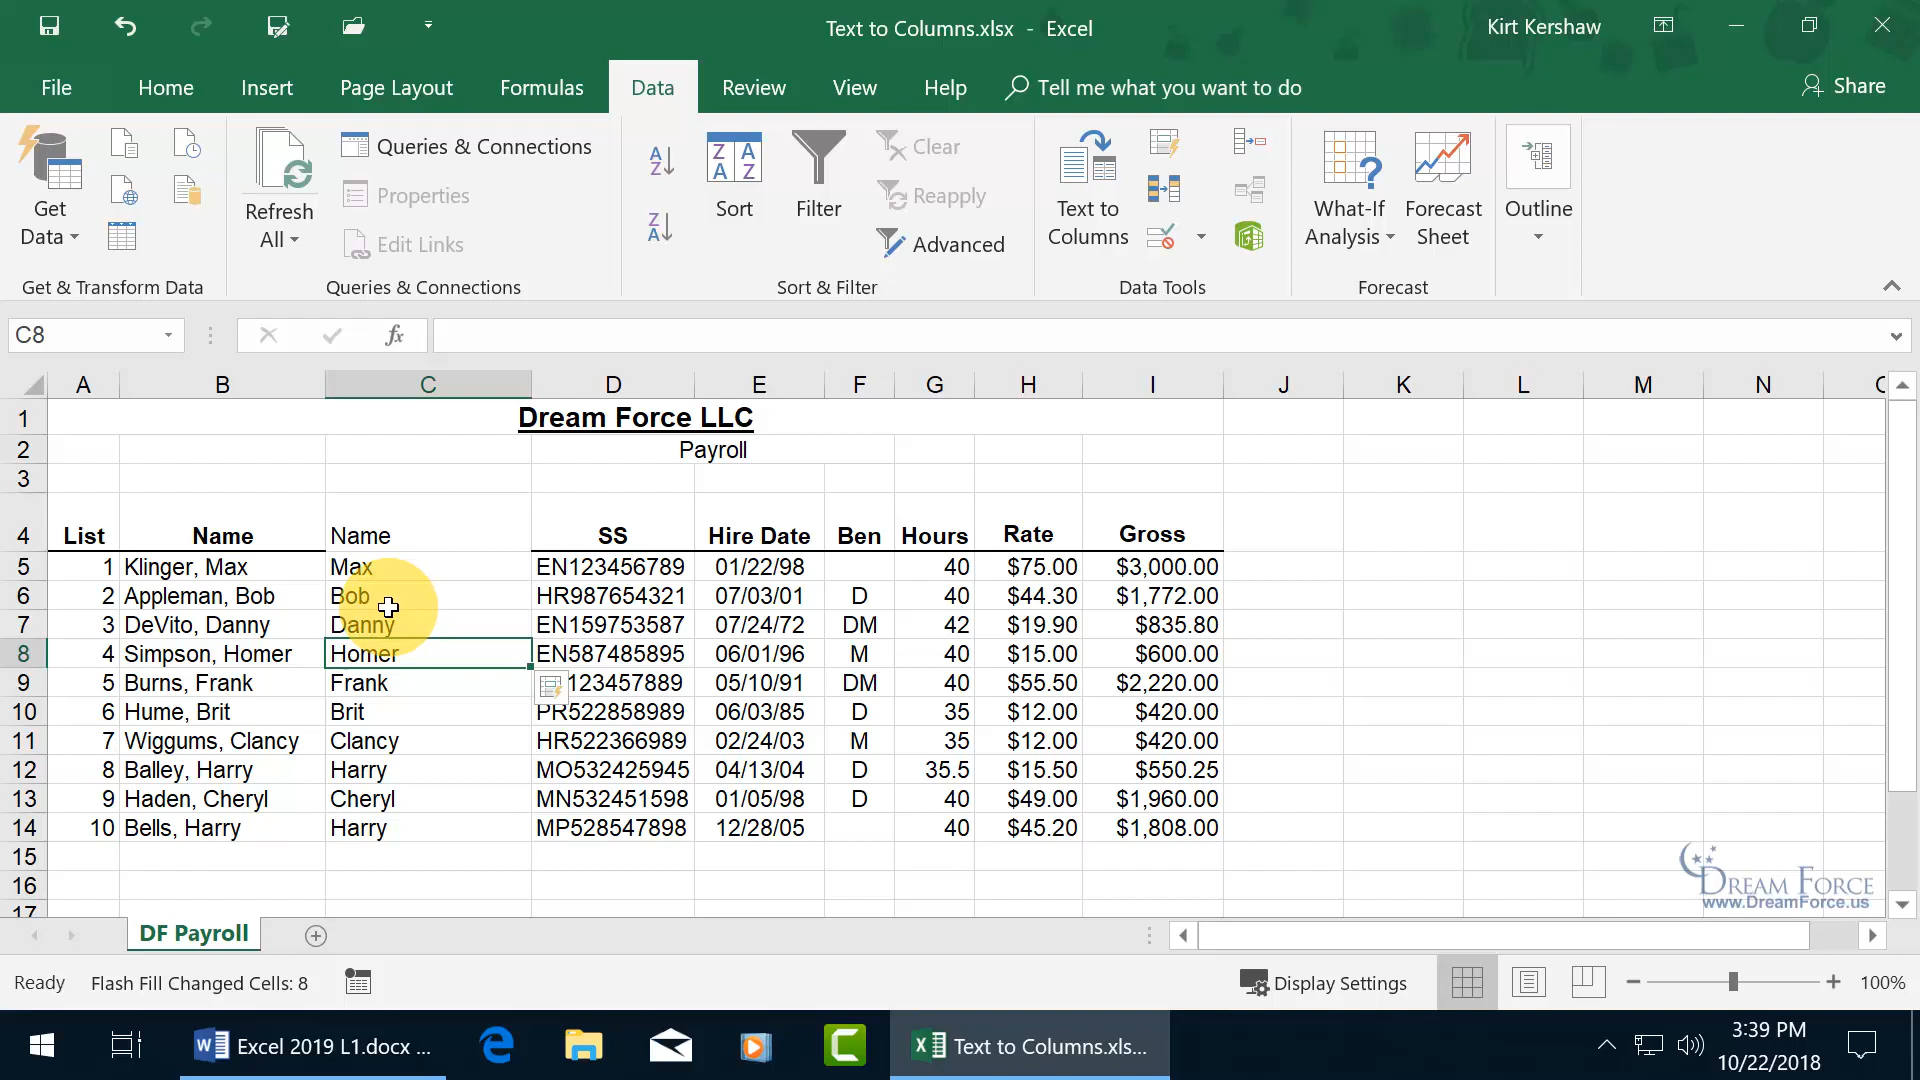 Text to Columns.xlsx - Excel
Kirt Kershaw
File Home Insert Page Layout Formulas Data Review View Help Tell me what you want to do Share
Get Data
Refresh All
Queries & Connections
Properties
Edit Links
Sort
Filter
Clear
Reapply
Advanced
Text to Columns
What-If Analysis
Forecast Sheet
Outline
Get & Transform Data Queries & Connections Sort & Filter Data Tools Forecast
C8 fx
A B C D E F G H I J K L M N
1 Dream Force LLC
2 Payroll
3
4 List Name Name SS Hire Date Ben Hours Rate Gross
5 1 Klinger, Max Max EN123456789 01/22/98 40 $75.00 $3,000.00
6 2 Appleman, Bob Bob HR987654321 07/03/01 D 40 $44.30 $1,772.00
7 3 DeVito, Danny Danny EN159753587 07/24/72 DM 42 $19.90 $835.80
8 4 Simpson, Homer Homer EN587485895 06/01/96 M 40 $15.00 $600.00
9 5 Burns, Frank Frank 123457889 05/10/91 DM 40 $55.50 $2,220.00
10 6 Hume, Brit Brit PR522858989 06/03/85 D 35 $12.00 $420.00
11 7 Wiggums, Clancy Clancy HR522366989 02/24/03 M 35 $12.00 $420.00
12 8 Balley, Harry Harry MO532425945 04/13/04 D 35.5 $15.50 $550.25
13 9 Haden, Cheryl Cheryl MN532451598 01/05/98 D 40 $49.00 $1,960.00
14 10 Bells, Harry Harry MP528547898 12/28/05 40 $45.20 $1,808.00
15
16
17
Dream Force
www.DreamForce.us
DF Payroll
Ready Flash Fill Changed Cells: 8 Display Settings 100%
Excel 2019 L1.docx ... Text to Columns.xls...
3:39 PM
10/22/2018